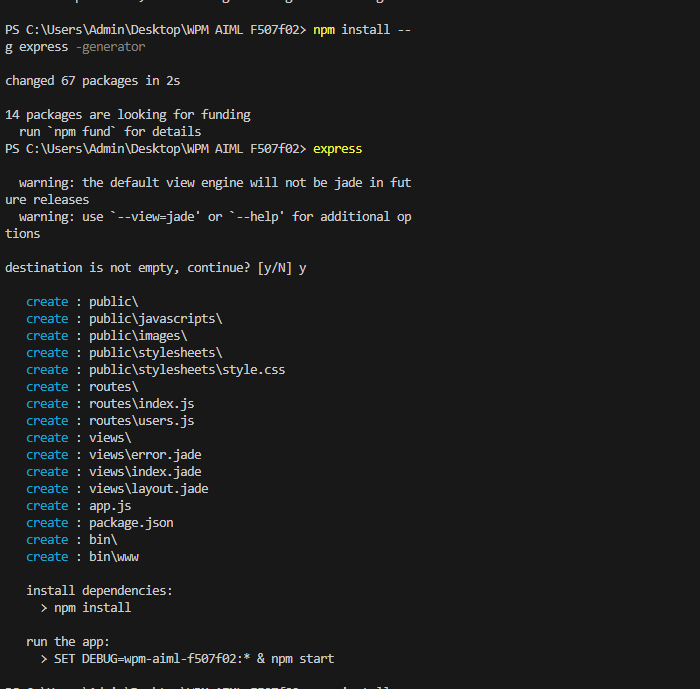 PS C:\Users\Admin\Desktop\WPM AIML F507f02> npm install --
g express -generator
changed 67 packages in 2s
14 packages are looking for funding
  run `npm fund` for details
PS C:\Users\Admin\Desktop\WPM AIML F507f02> express
  warning: the default view engine will not be jade in fut
ure releases
  warning: use `--view=jade' or `--help' for additional op
tions
destination is not empty, continue? [y/N] y
   create : public\
   create : public\javascripts\
   create : public\images\
   create : public\stylesheets\
   create : public\stylesheets\style.css
   create : routes\
   create : routes\index.js
   create : routes\users.js
   create : views\
   create : views\error.jade
   create : views\index.jade
   create : views\layout.jade
   create : app.js
   create : package.json
   create : bin\
   create : bin\www
   install dependencies:
     > npm install
   run the app:
     > SET DEBUG=wpm-aiml-f507f02:* & npm start